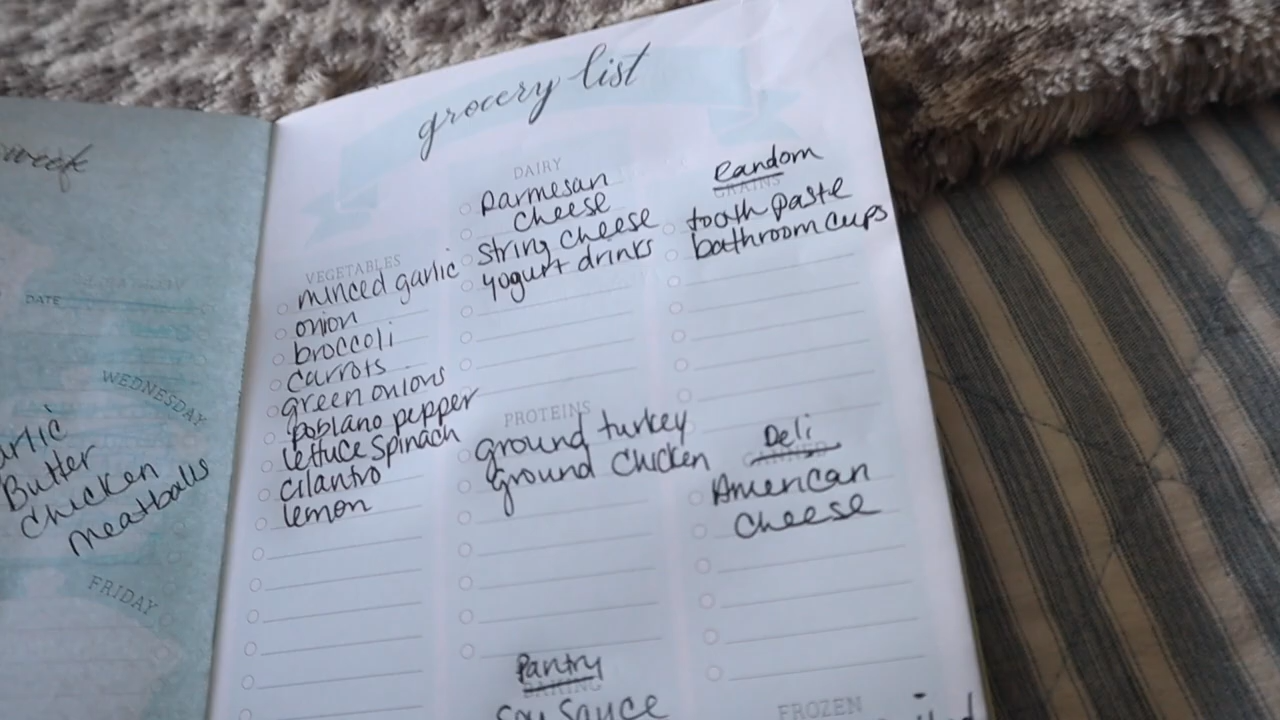 week
DATE
WEDNESDAY
Butter
Chicken
meatballs
FRIDAY
grocery list
VEGETABLES
minced garlic
onion
broccoli
carrots
green onions
poblano pepper
lettuce spinach
cilantro
lemon
DAIRY
parmesan
cheese
string cheese
yogurt drinks
PROTEINS
ground turkey
ground chicken
Pantry
BAKING
soy sauce
Random
GRAINS
tooth paste
bathroom cups
Deli
CANNED
American
cheese
FROZEN